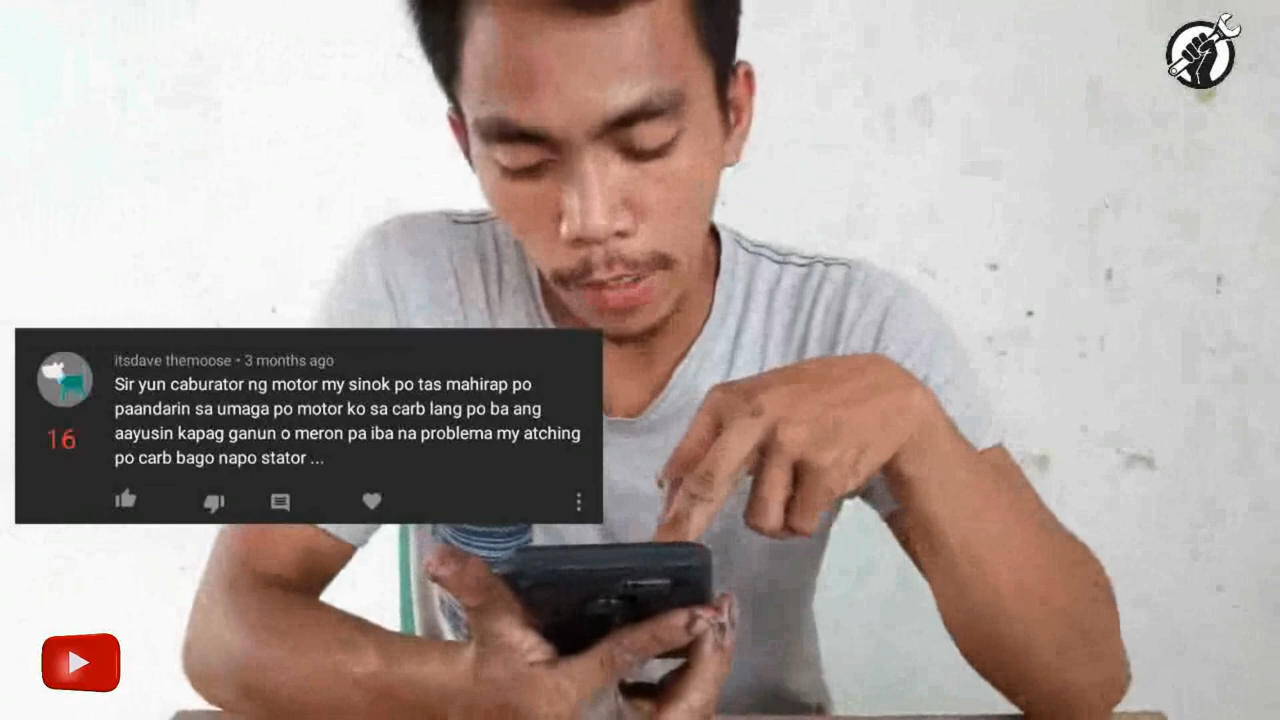 itsdave themoose • 3 months ago
Sir yun caburator ng motor my sinok po tas mahirap po
paandarin sa umaga po motor ko sa carb lang po ba ang
16
aayusin kapag ganun o meron pa iba na problema my atching
po carb bago napo stator ...